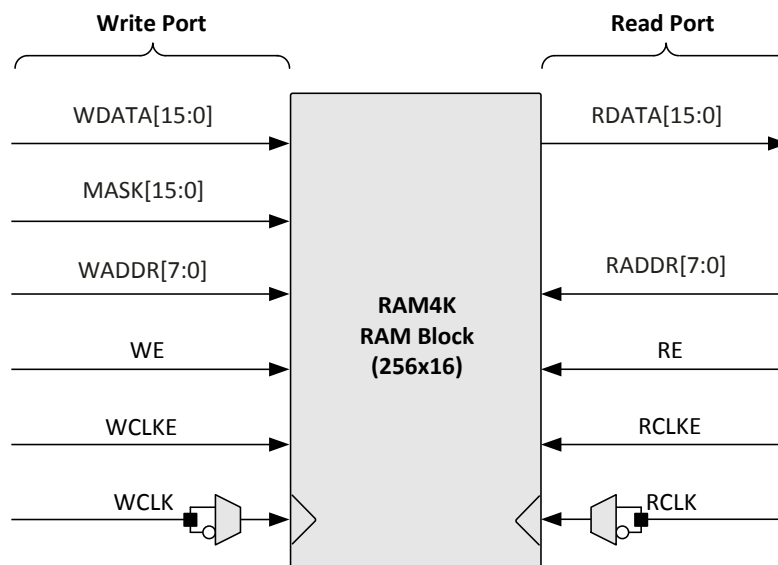 Write Port
Read Port
WDATA[15:0]
RDATA[15:0]
MASK[15:0]
WADDR[7:0]
RADDR[7:0]
RAM4K
RAM Block
(256x16)
WE
RE
WCLKE
RCLKE
WCLK
RCLK